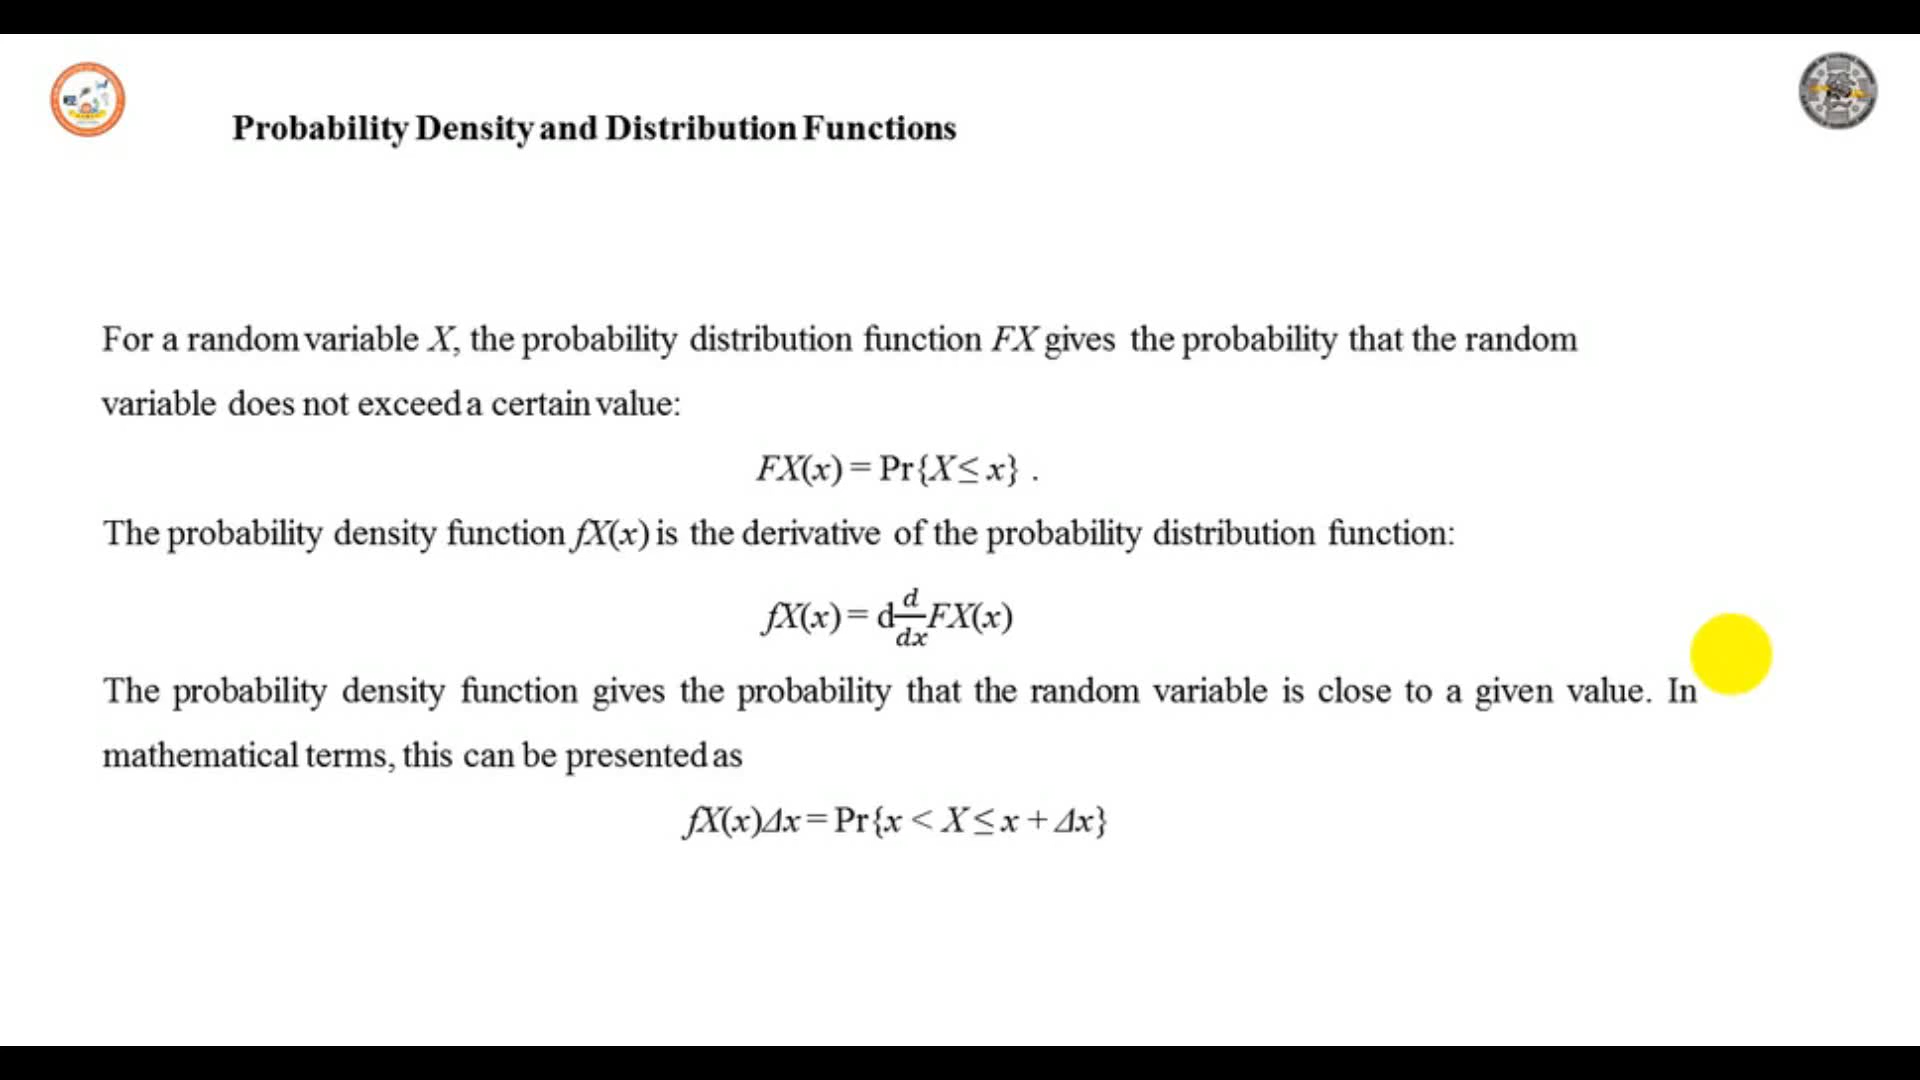 Probability Density and Distribution Functions
For a random variable X, the probability distribution function FX gives the probability that the random
variable does not exceed a certain value:
FX(x) = Pr{X≤ x} .
The probability density function fX(x) is the derivative of the probability distribution function:
fX(x) = d d/dx FX(x)
The probability density function gives the probability that the random variable is close to a given value. In
mathematical terms, this can be presented as
fX(x)Δx = Pr{x < X ≤ x + Δx}